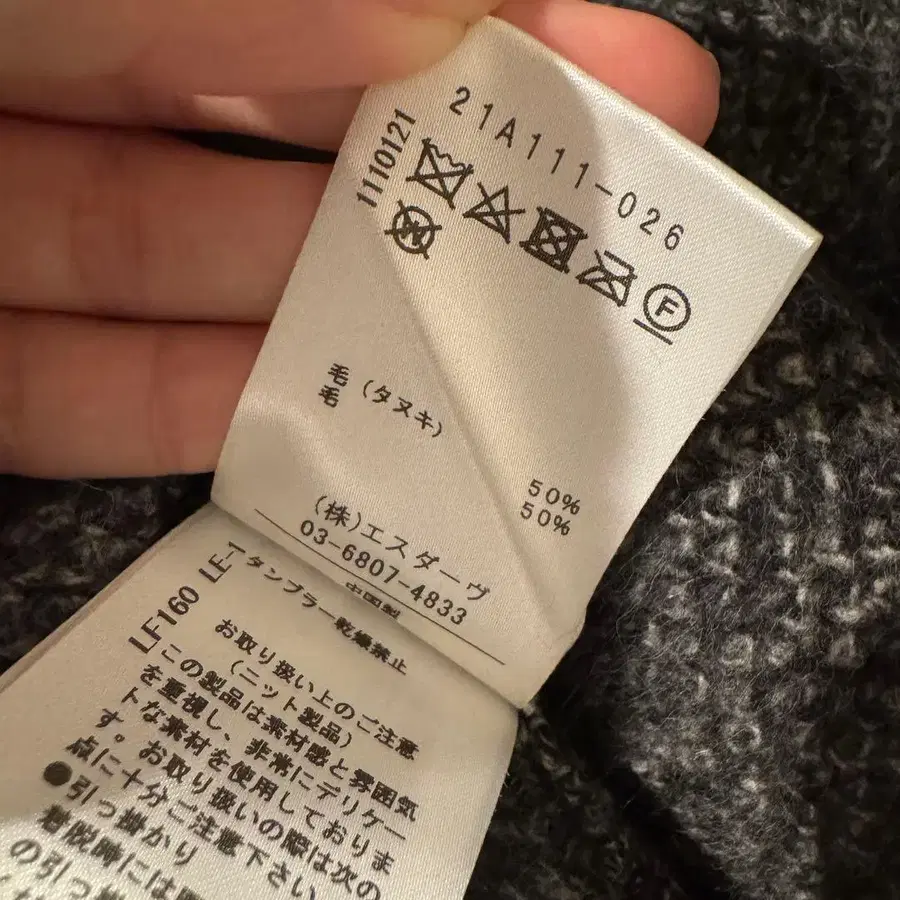 21A111-026
1110121
F
W
毛 (タヌキ) 50%
毛 50%
(株)エスダーヴ
03-6807-4833
中国製
LF160 LE-1
タンブラー乾燥禁止
お取り扱い上のご注意
(ニット製品)
この製品は素材感と雰囲気
を重視し、非常にデリケー
トな素材を使用しておりま
す。お取り扱いの際は次の
点に十分ご注意下さい。
●引っ掛かり
着脱時には
の引っ